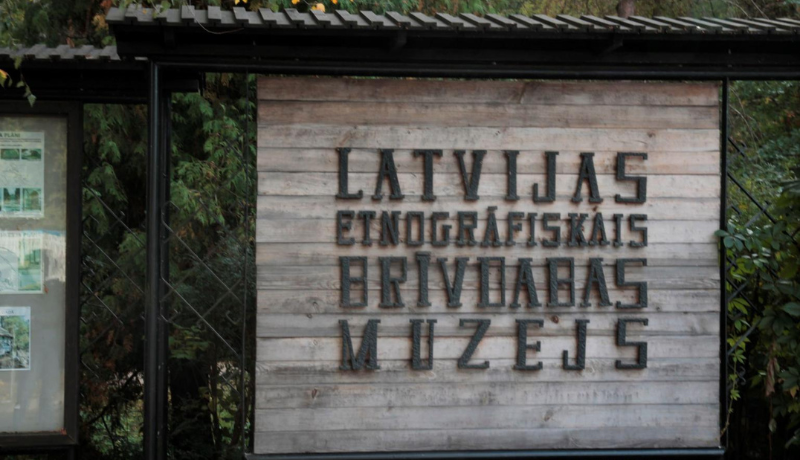 LATVIJAS
ETNOGRĀFISKAIS
BRĪVDABAS
MUZEJS